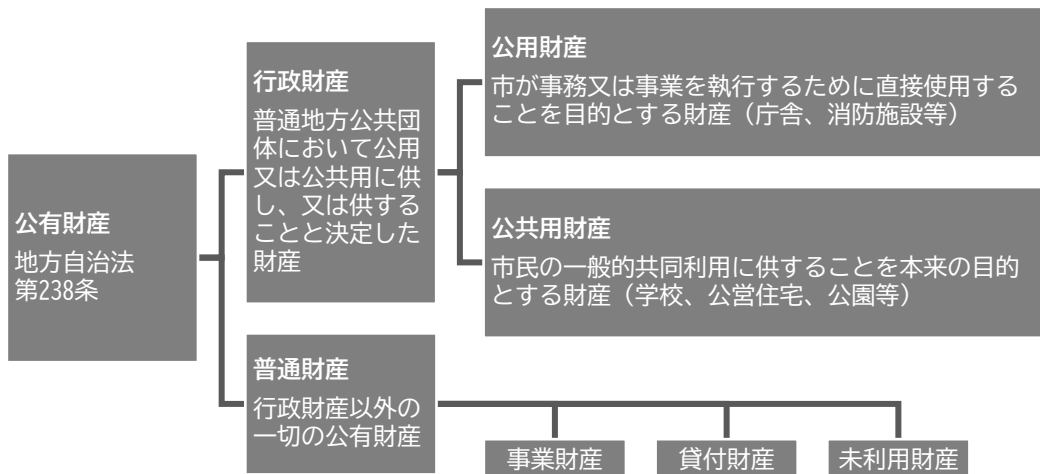 公有財産
地方自治法
第238条
行政財産
普通地方公共団
体において公用
又は公共用に供
し、又は供する
ことと決定した
財産
公用財産
市が事務又は事業を執行するために直接使用する
ことを目的とする財産（庁舎、消防施設等）
公共用財産
市民の一般的共同利用に供することを本来の目的
とする財産（学校、公営住宅、公園等）
普通財産
行政財産以外の
一切の公有財産
事業財産
貸付財産
未利用財産